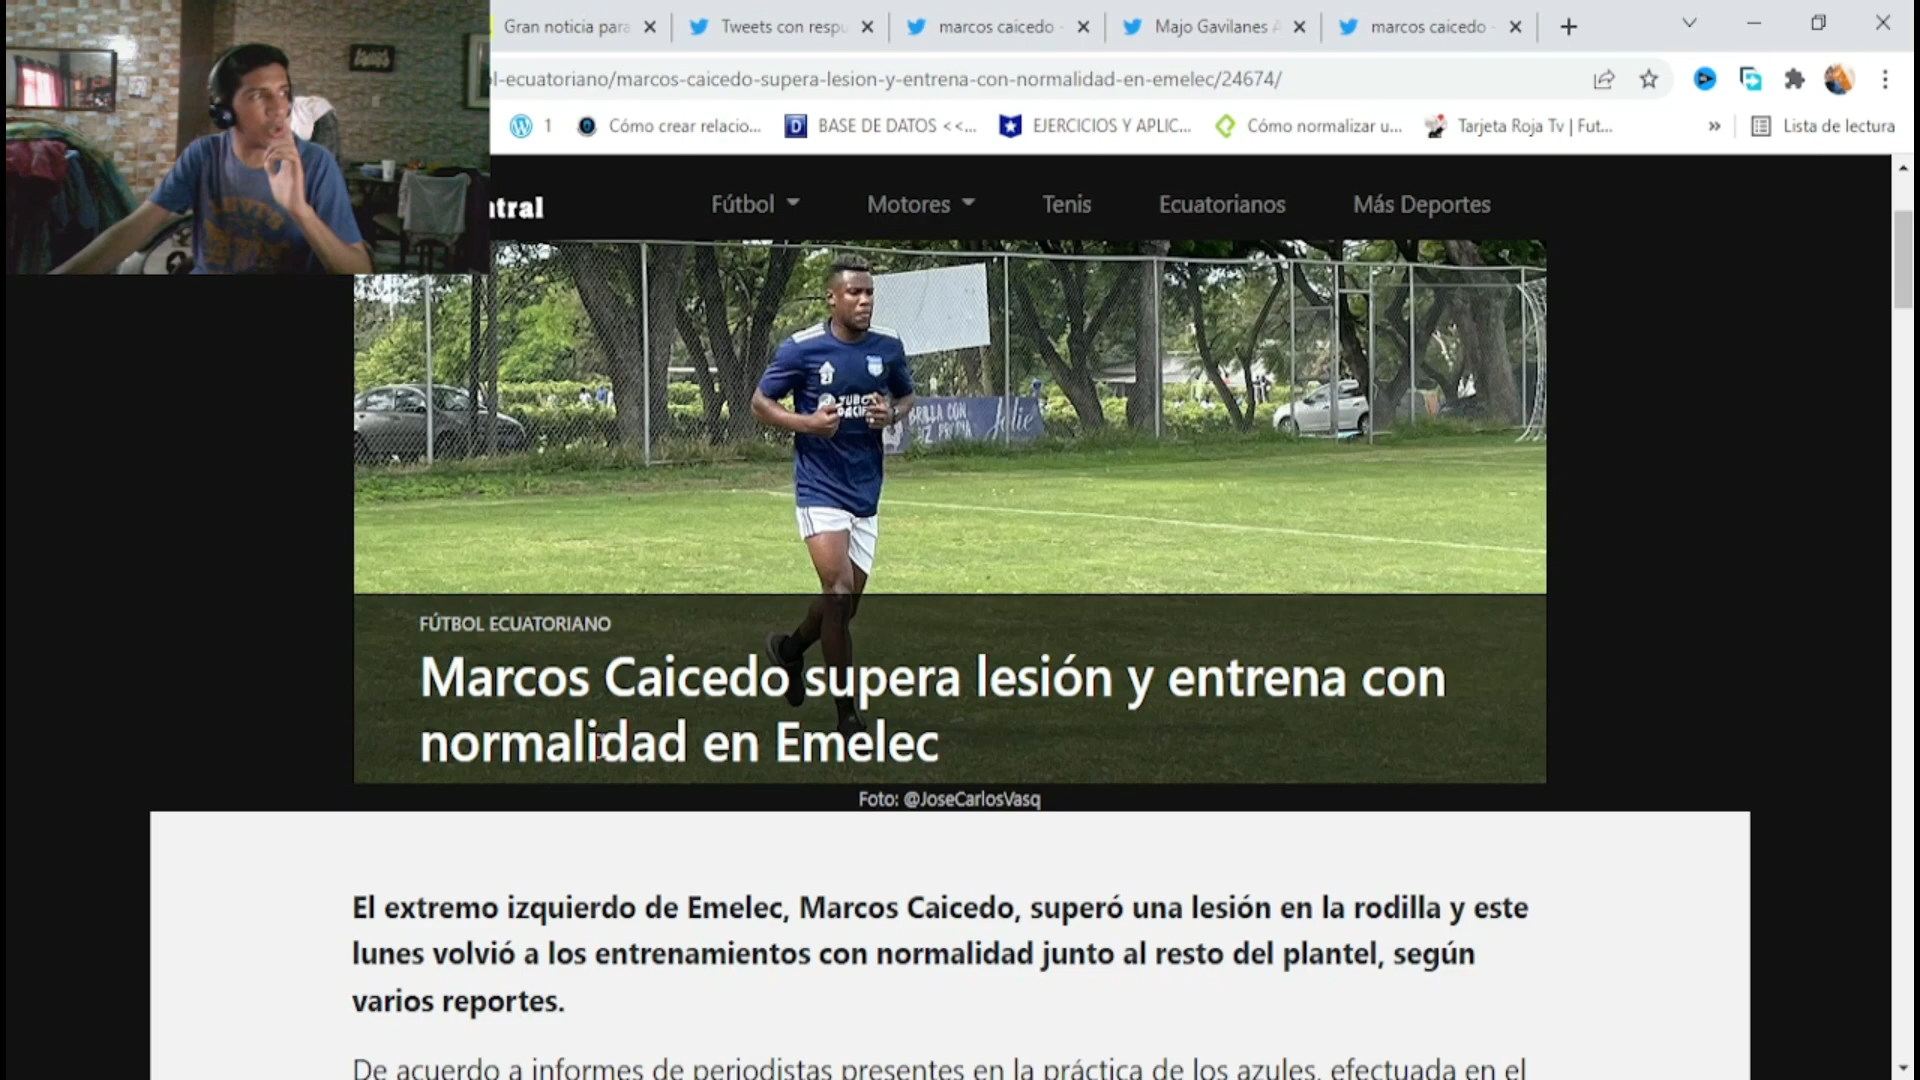 Gran noticia para
Tweets con respu
marcos caicedo -
Majo Gavilanes A
marcos caicedo -
l-ecuatoriano/marcos-caicedo-supera-lesion-y-entrena-con-normalidad-en-emelec/24674/
1
Cómo crear relacio...
BASE DE DATOS <<...
EJERCICIOS Y APLIC...
Cómo normalizar u...
Tarjeta Roja Tv | Fut...
»
Lista de lectura
ntral
Fútbol
Motores
Tenis
Ecuatorianos
Más Deportes
21
BRILLA CON
PROPIA
Jolie
FÚTBOL ECUATORIANO
Marcos Caicedo supera lesión y entrena con
normalidad en Emelec
Foto: @JoseCarlosVasq
El extremo izquierdo de Emelec, Marcos Caicedo, superó una lesión en la rodilla y este
lunes volvió a los entrenamientos con normalidad junto al resto del plantel, según
varios reportes.
De acuerdo a informes de periodistas presentes en la práctica de los azules, efectuada en el